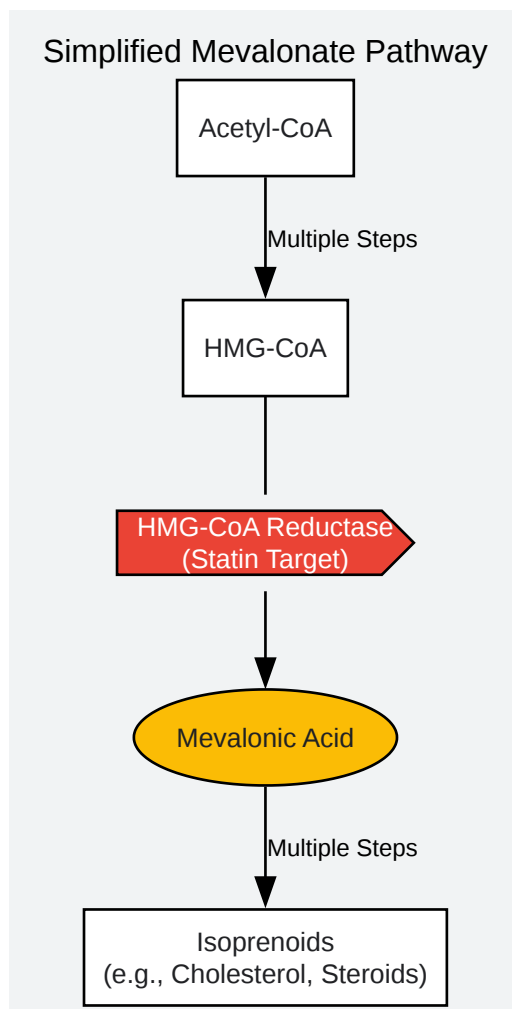 Simplified Mevalonate Pathway
Acetyl-CoA
Multiple Steps
HMG-CoA
HMG-CoA Reductase
(Statin Target)
Mevalonic Acid
Multiple Steps
Isoprenoids
(e.g., Cholesterol, Steroids)